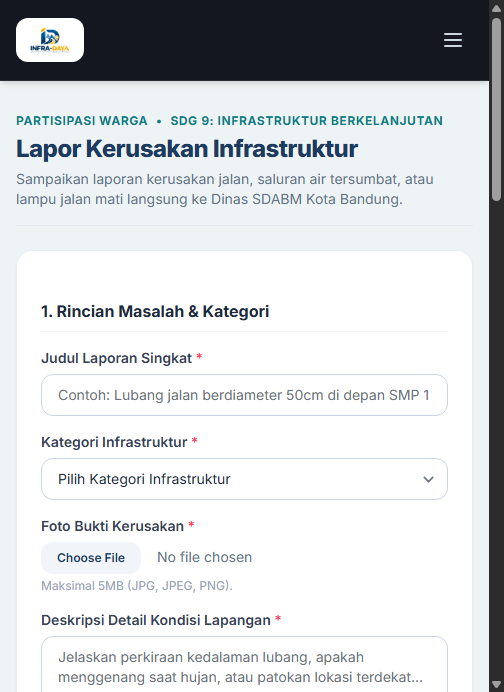 INFRA-DAYA
PARTISIPASI WARGA • SDG 9: INFRASTRUKTUR BERKELANJUTAN
Lapor Kerusakan Infrastruktur
Sampaikan laporan kerusakan jalan, saluran air tersumbat, atau
lampu jalan mati langsung ke Dinas SDABM Kota Bandung.
1. Rincian Masalah & Kategori
Judul Laporan Singkat *
Contoh: Lubang jalan berdiameter 50cm di depan SMP 1
Kategori Infrastruktur *
Pilih Kategori Infrastruktur
Foto Bukti Kerusakan *
Choose File No file chosen
Maksimal 5MB (JPG, JPEG, PNG).
Deskripsi Detail Kondisi Lapangan *
Jelaskan perkiraan kedalaman lubang, apakah
menggenang saat hujan, atau patokan lokasi terdekat...